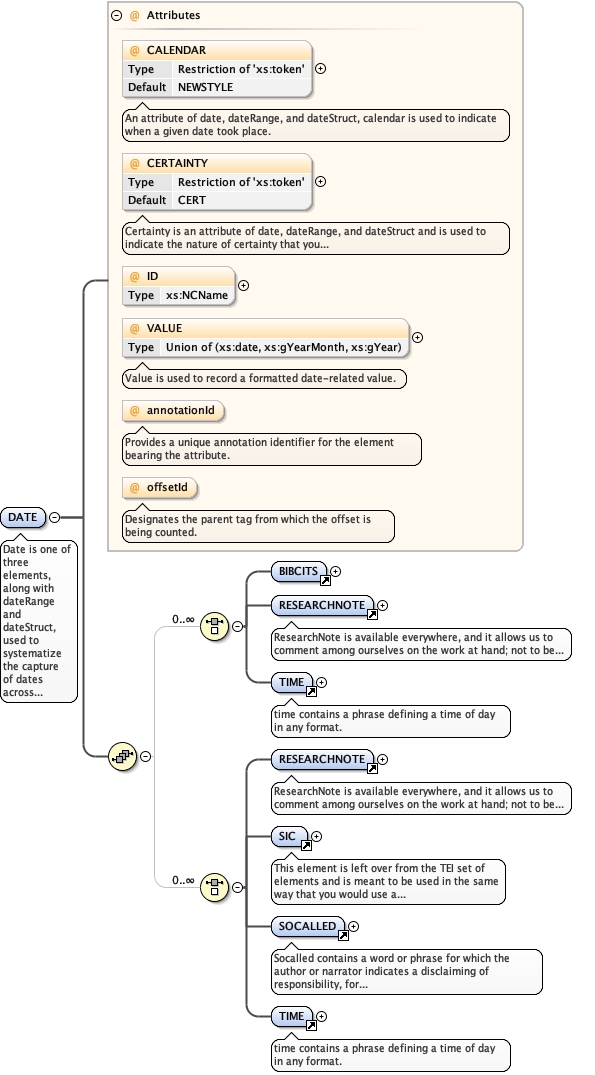 @ Attributes
@ CALENDAR
Type Restriction of 'xs:token'
Default NEWSTYLE
An attribute of date, dateRange, and dateStruct, calendar is used to indicate
when a given date took place.
@ CERTAINTY
Type Restriction of 'xs:token'
Default CERT
Certainty is an attribute of date, dateRange, and dateStruct and is used to
indicate the nature of certainty that you...
@ ID
Type xs:NCName
@ VALUE
Type Union of (xs:date, xs:gYearMonth, xs:gYear)
Value is used to record a formatted date-related value.
@ annotationId
Provides a unique annotation identifier for the element
bearing the attribute.
@ offsetId
Designates the parent tag from which the offset is
being counted.
DATE
Date is one of
three
elements,
along with
dateRange
and
dateStruct,
used to
systematize
the capture
of dates
across...
0..∞
BIBCITS
RESEARCHNOTE
ResearchNote is available everywhere, and it allows us to
comment among ourselves on the work at hand; not to be...
TIME
time contains a phrase defining a time of day
in any format.
0..∞
RESEARCHNOTE
ResearchNote is available everywhere, and it allows us to
comment among ourselves on the work at hand; not to be...
SIC
This element is left over from the TEI set of
elements and is meant to be used in the same
way that you would use a...
SOCALLED
Socalled contains a word or phrase for which the
author or narrator indicates a disclaiming of
responsibility, for...
TIME
time contains a phrase defining a time of day
in any format.